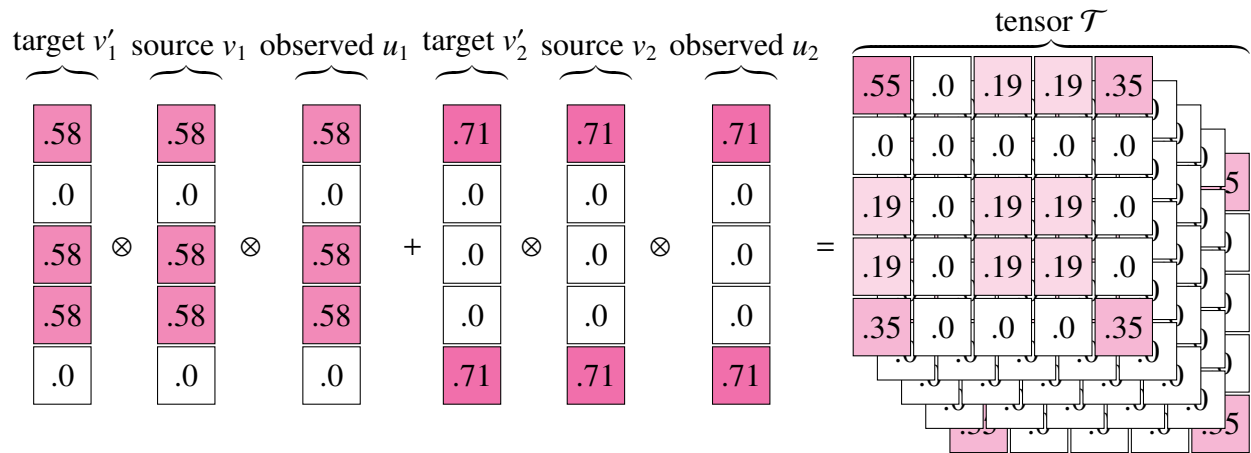 tensor 𝒯
target v′₁ source v₁ observed u₁ target v′₂ source v₂ observed u₂
.58 .58 .58 .71 .71 .71 .55 .0 .19 .19 .35
.0 .0 .0 .0 .0 .0 .0 .0 .0 .0 .0
.58 ⊗ .58 ⊗ .58 + .0 ⊗ .0 ⊗ .0 = .19 .0 .19 .19 .0
.58 .58 .58 .0 .0 .0 .19 .0 .19 .19 .0
.0 .0 .0 .71 .71 .71 .35 .0 .0 .0 .35